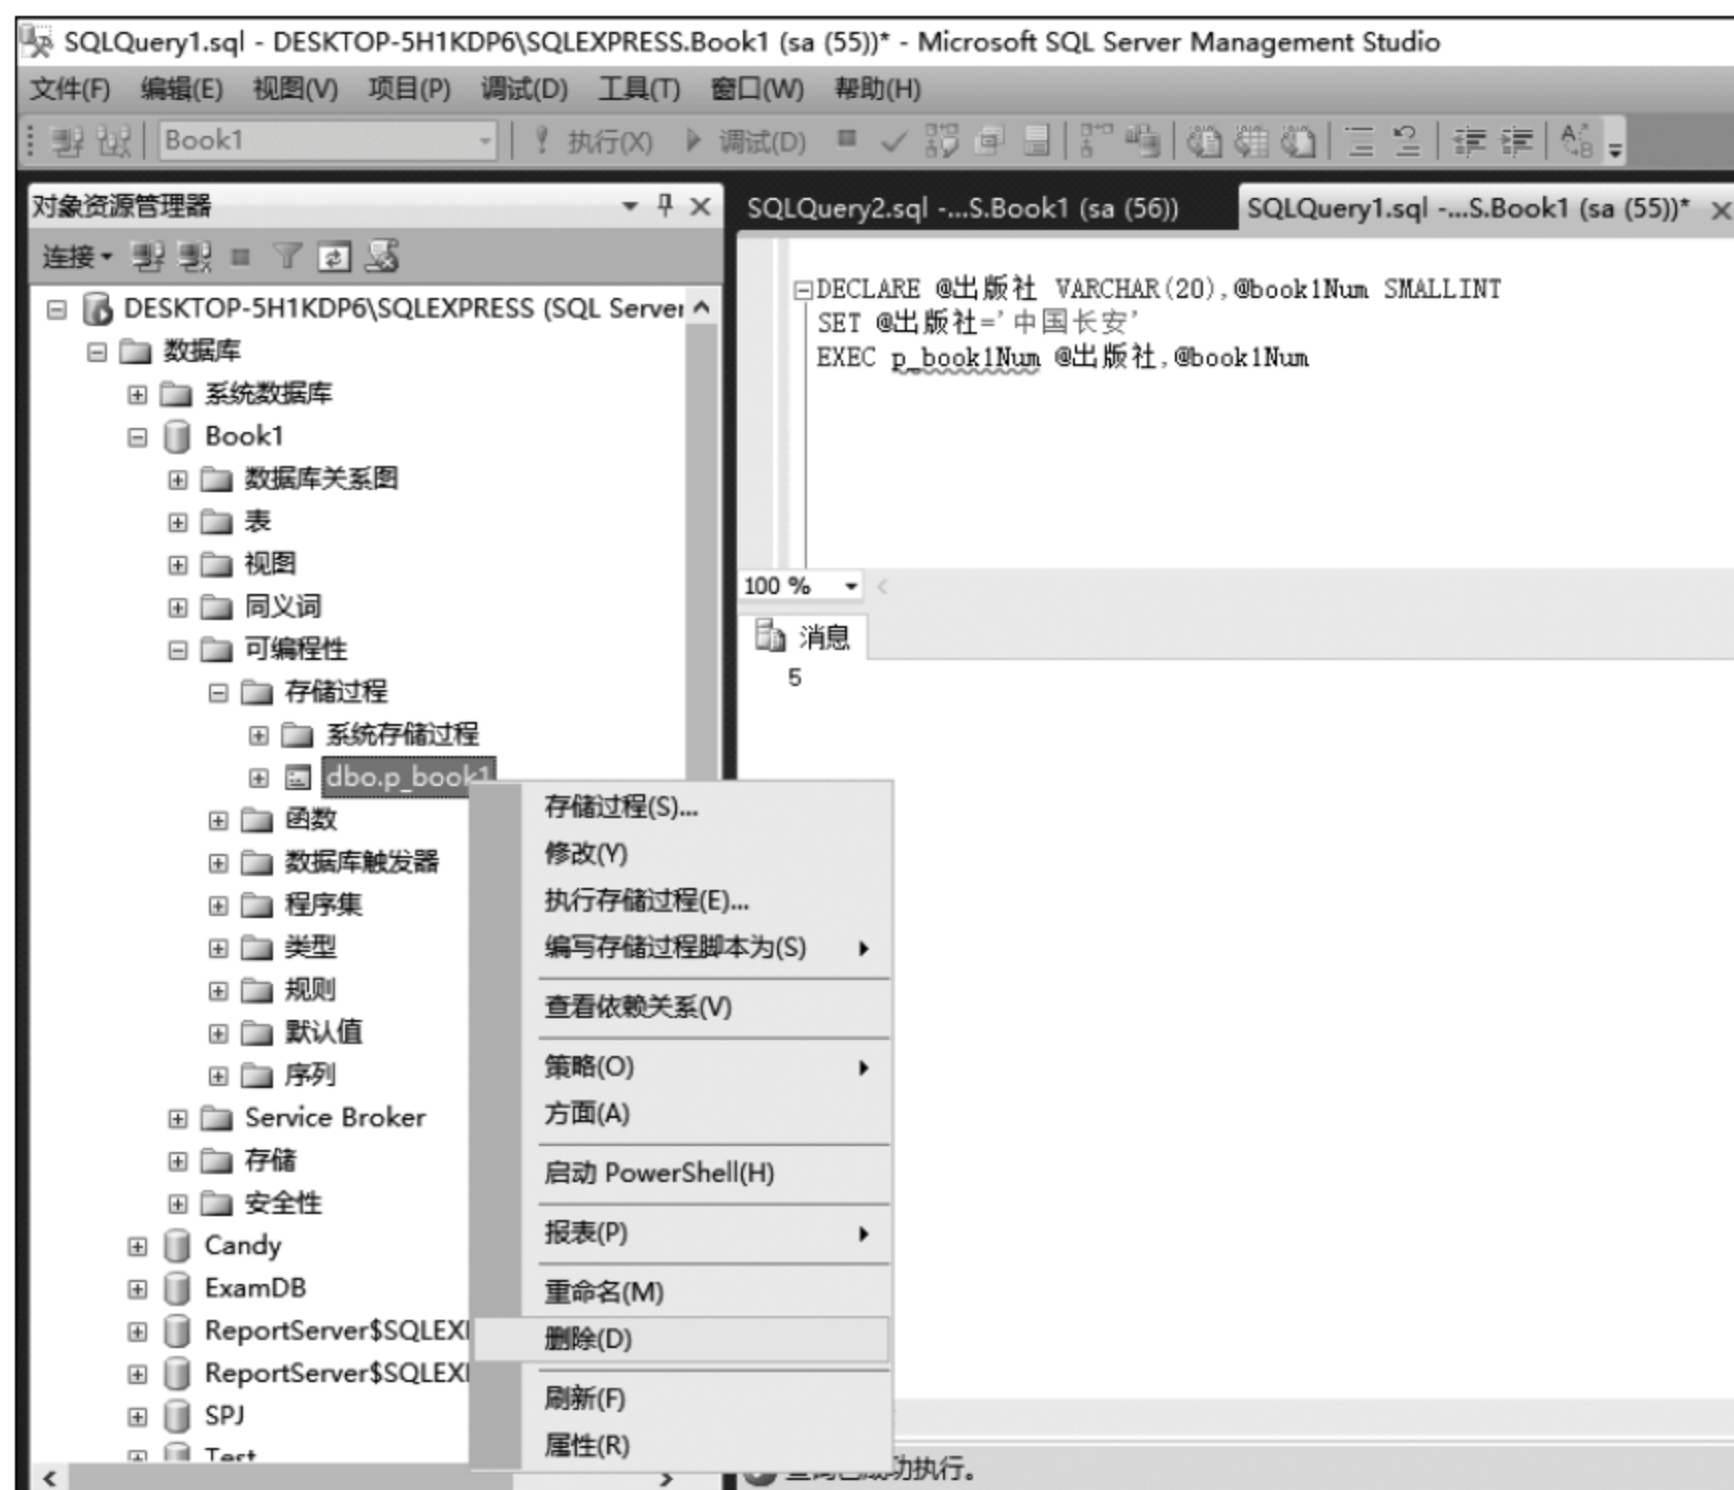 SQLQuery1.sql - DESKTOP-5H1KDP6\SQLEXPRESS.Book1 (sa (55))* - Microsoft SQL Server Management Studio
文件(F) 编辑(E) 视图(V) 项目(P) 调试(D) 工具(T) 窗口(W) 帮助(H)
Book1 执行(X) 调试(D)
对象资源管理器
连接
DESKTOP-5H1KDP6\SQLEXPRESS (SQL Server
数据库
系统数据库
Book1
数据库关系图
表
视图
同义词
可编程性
存储过程
系统存储过程
dbo.p_book1
函数
数据库触发器
程序集
类型
规则
默认值
序列
Service Broker
存储
安全性
Candy
ExamDB
ReportServer$SQLEX
ReportServer$SQLEX
SPJ
Test
存储过程(S)...
修改(Y)
执行存储过程(E)...
编写存储过程脚本为(S)
查看依赖关系(V)
策略(O)
方面(A)
启动 PowerShell(H)
报表(P)
重命名(M)
删除(D)
刷新(F)
属性(R)
SQLQuery2.sql -...S.Book1 (sa (56)) SQLQuery1.sql -...S.Book1 (sa (55))*
DECLARE @出版社 VARCHAR(20),@book1Num SMALLINT
SET @出版社='中国长安'
EXEC p_book1Num @出版社,@book1Num
100 %
消息
5
查询已成功执行。